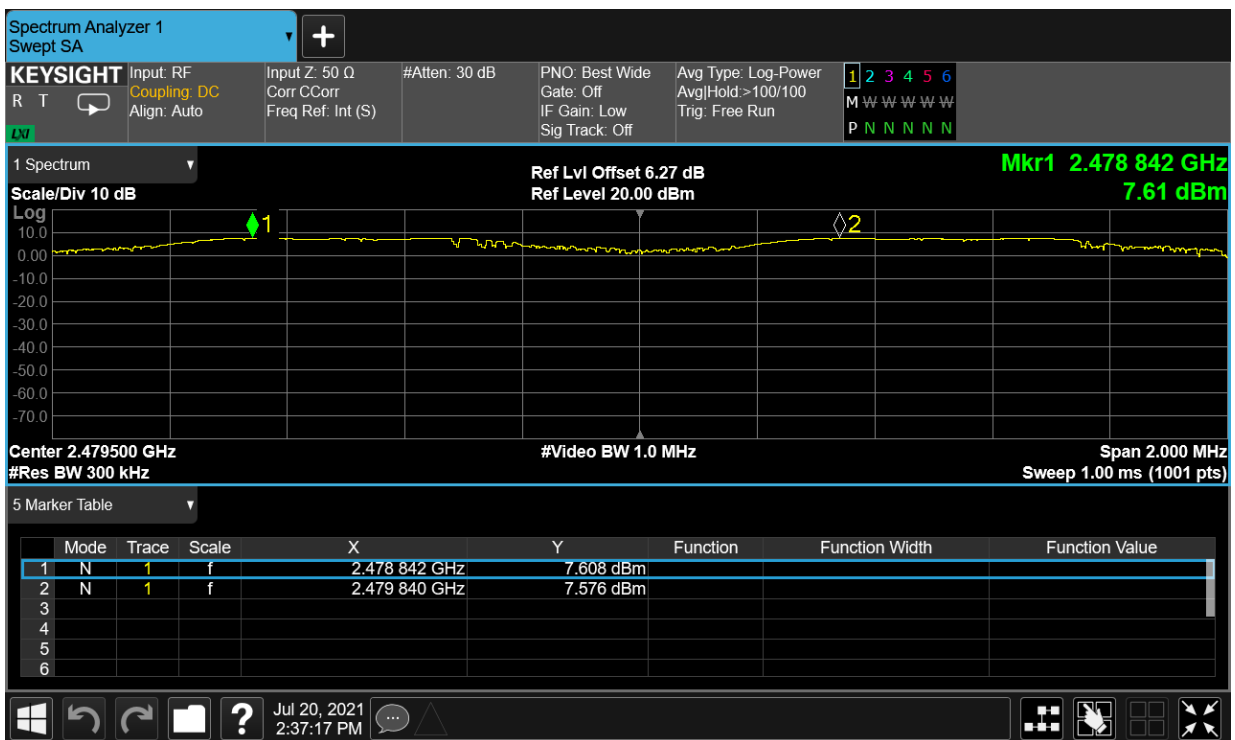 Spectrum Analyzer 1
Swept SA
KEYSIGHT
R T
LXI
Input: RF
Coupling: DC
Align: Auto
Input Z: 50 Ω
Corr CCorr
Freq Ref: Int (S)
#Atten: 30 dB
PNO: Best Wide
Gate: Off
IF Gain: Low
Sig Track: Off
Avg Type: Log-Power
Avg|Hold:>100/100
Trig: Free Run
1 2 3 4 5 6
M W W W W W
P N N N N N
1 Spectrum
Scale/Div 10 dB
Ref Lvl Offset 6.27 dB
Ref Level 20.00 dBm
Mkr1 2.478 842 GHz
7.61 dBm
Log
1
2
10.0
0.00
-10.0
-20.0
-30.0
-40.0
-50.0
-60.0
-70.0
Center 2.479500 GHz
#Res BW 300 kHz
#Video BW 1.0 MHz
Span 2.000 MHz
Sweep 1.00 ms (1001 pts)
5 Marker Table
Mode Trace Scale X Y Function Function Width Function Value
1 N 1 f 2.478 842 GHz 7.608 dBm
2 N 1 f 2.479 840 GHz 7.576 dBm
3
4
5
6
?
Jul 20, 2021
2:37:17 PM